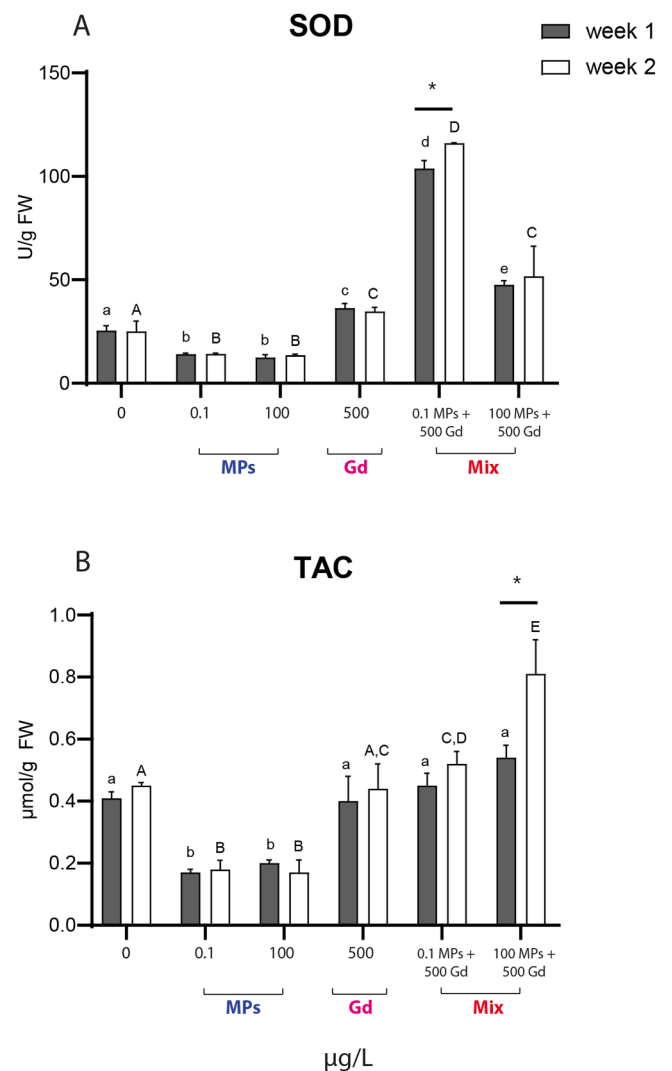 A
SOD
week 1
week 2
150
100
50
0
U/g FW
a
A
b
B
b
B
c
C
*
d
D
e
C
0
0.1
100
500
0.1 MPs +
500 Gd
100 MPs +
500 Gd
MPs
Gd
Mix
B
TAC
1.0
0.8
0.6
0.4
0.2
0.0
µmol/g FW
a
A
b
B
b
B
a
A,C
a
C,D
*
a
E
0
0.1
100
500
0.1 MPs +
500 Gd
100 MPs +
500 Gd
MPs
Gd
Mix
µg/L